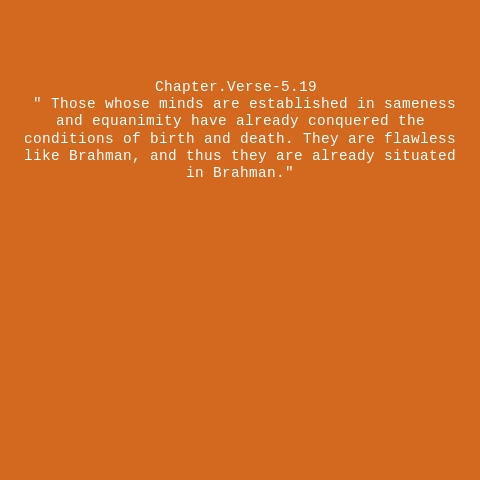 Chapter.Verse-5.19
" Those whose minds are established in sameness
and equanimity have already conquered the
conditions of birth and death. They are flawless
like Brahman, and thus they are already situated
in Brahman."